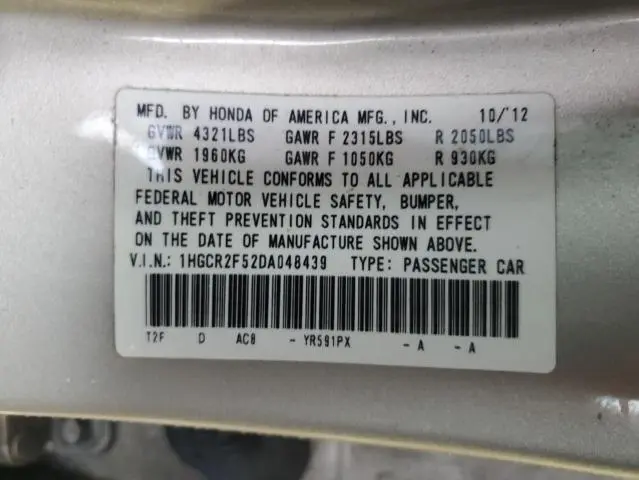 MFD. BY HONDA OF AMERICA MFG., INC. 10/'12
GVWR 4321LBS GAWR F 2315LBS R 2050LBS
GVWR 1960KG GAWR F 1050KG R 930KG
THIS VEHICLE CONFORMS TO ALL APPLICABLE
FEDERAL MOTOR VEHICLE SAFETY, BUMPER,
AND THEFT PREVENTION STANDARDS IN EFFECT
ON THE DATE OF MANUFACTURE SHOWN ABOVE.
V.I.N.: 1HGCR2F52DA048439 TYPE: PASSENGER CAR
T2F D AC8 - YR591PX - A - A